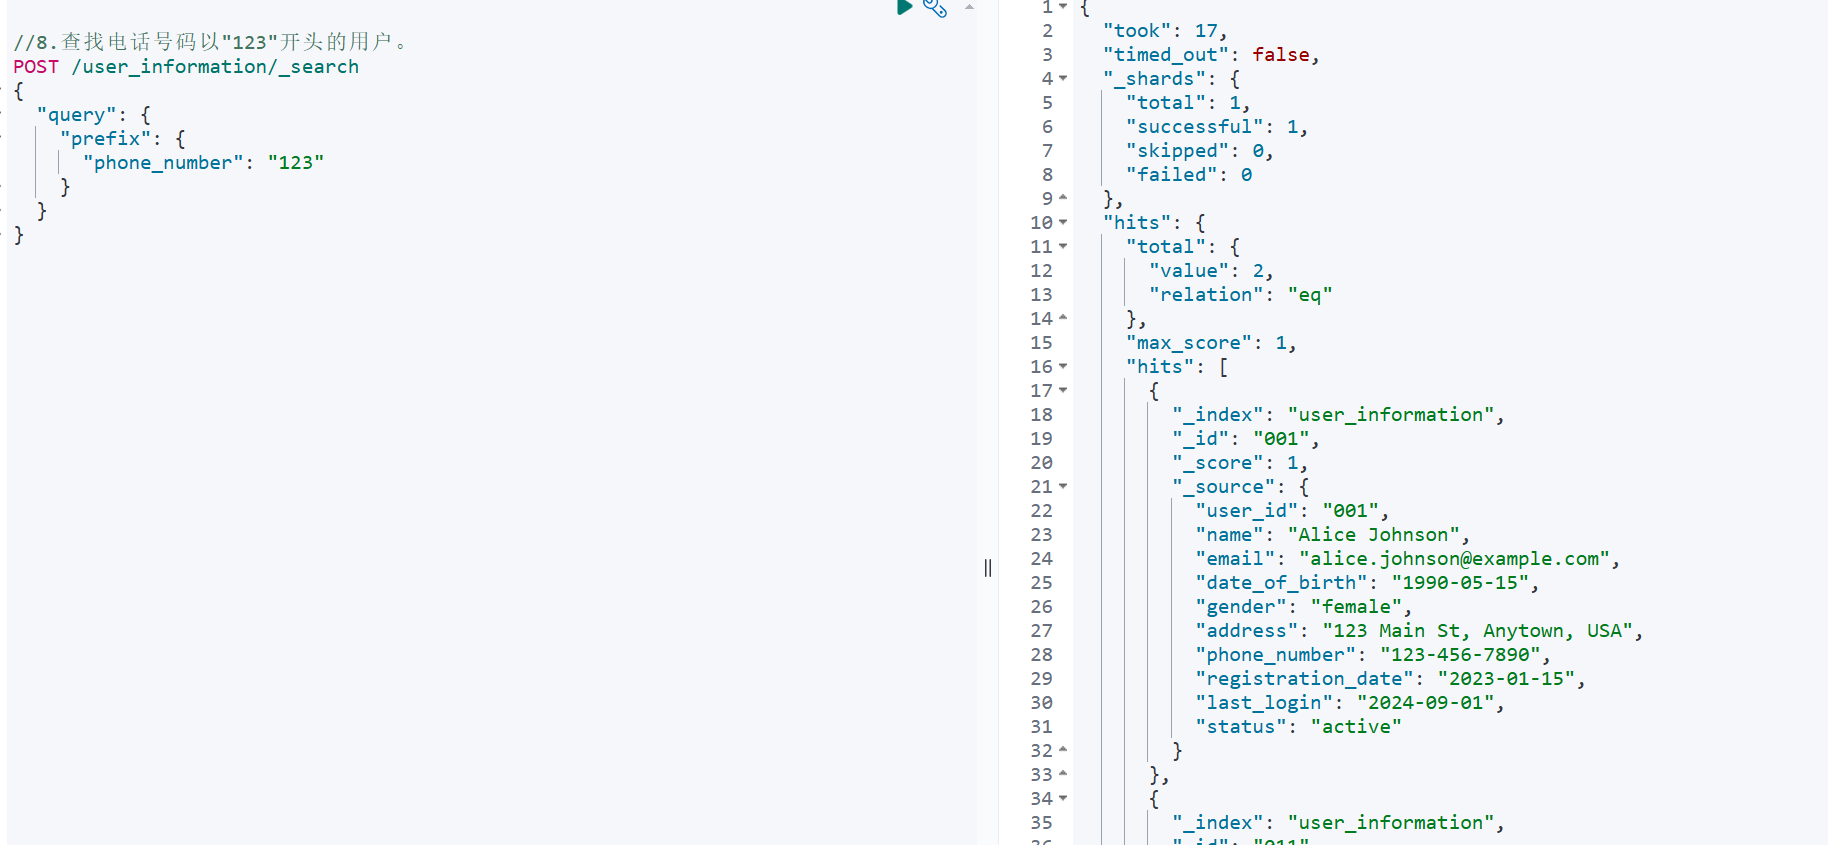 //8.查找电话号码以"123"开头的用户。
POST /user_information/_search
{
  "query": {
    "prefix": {
      "phone_number": "123"
    }
  }
}
1 {
2   "took": 17,
3   "timed_out": false,
4   "_shards": {
5     "total": 1,
6     "successful": 1,
7     "skipped": 0,
8     "failed": 0
9   },
10   "hits": {
11     "total": {
12       "value": 2,
13       "relation": "eq"
14     },
15     "max_score": 1,
16     "hits": [
17       {
18         "_index": "user_information",
19         "_id": "001",
20         "_score": 1,
21         "_source": {
22           "user_id": "001",
23           "name": "Alice Johnson",
24           "email": "alice.johnson@example.com",
25           "date_of_birth": "1990-05-15",
26           "gender": "female",
27           "address": "123 Main St, Anytown, USA",
28           "phone_number": "123-456-7890",
29           "registration_date": "2023-01-15",
30           "last_login": "2024-09-01",
31           "status": "active"
32         }
33       },
34       {
35         "_index": "user_information",
36         "_id": "011"